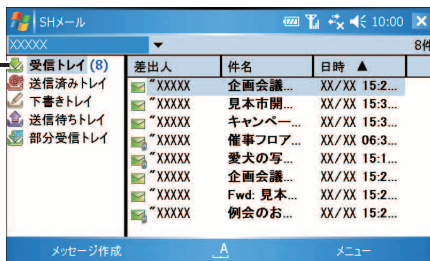 SHメール 10:00
XXXXX 8件
受信トレイ (8)
送信済みトレイ
下書きトレイ
送信待ちトレイ
部分受信トレイ
差出人 件名 日時 ▲
"XXXXX 企画会議... XX/XX 15:2...
"XXXXX 見本市開... XX/XX 15:3...
"XXXXX キャンペー... XX/XX 15:3...
"XXXXX 催事フロア... XX/XX 06:3...
"XXXXX 愛犬の写... XX/XX 15:1...
"XXXXX 企画会議... XX/XX 15:2...
"XXXXX Fwd: 見本... XX/XX 15:2...
"XXXXX 例会のお... XX/XX 15:2...
メッセージ作成 A メニュー